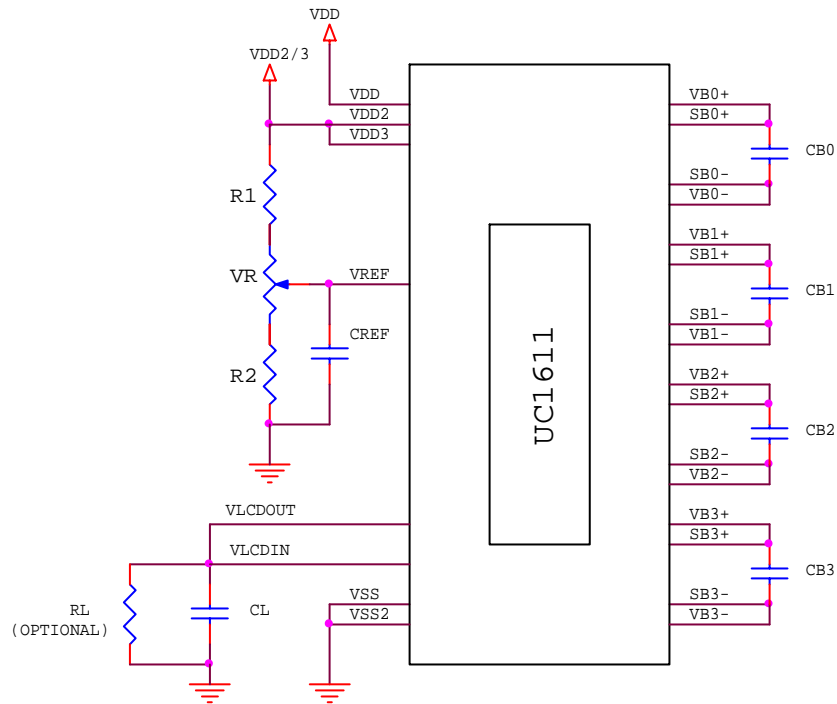 VDD
VDD2/3
VDD
VDD2
VDD3
R1
VR
VREF
CREF
R2
VLCDOUT
VLCDIN
RL
(OPTIONAL)
CL
VSS
VSS2
UC1611
VB0+
SB0+
CB0
SB0-
VB0-
VB1+
SB1+
CB1
SB1-
VB1-
VB2+
SB2+
CB2
SB2-
VB2-
VB3+
SB3+
CB3
SB3-
VB3-